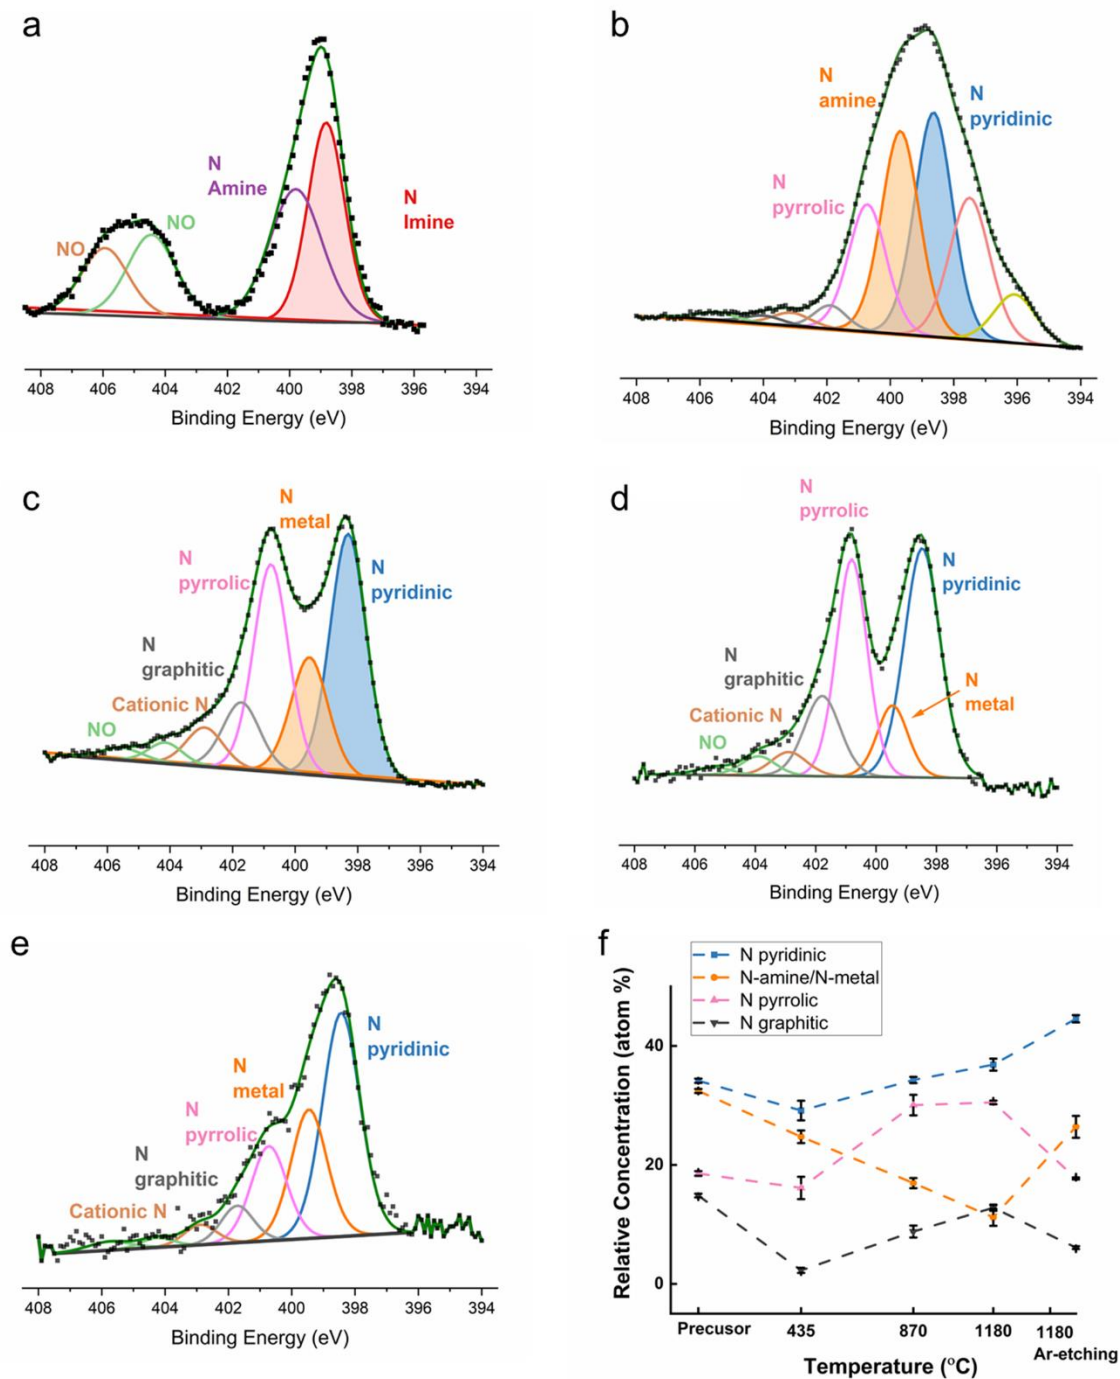 a
NO
NO
N
Amine
N
Imine
408 406 404 402 400 398 396
Binding Energy (eV)
b
N
amine
N
pyridinic
N
pyrrolic
408 406 404 402 400 398 396 394
Binding Energy (eV)
c
N
metal
N
pyrrolic
N
pyridinic
N
graphitic
Cationic N
NO
408 406 404 402 400 398 396 394
Binding Energy (eV)
d
N
pyrrolic
N
pyridinic
N
graphitic
N
metal
Cationic N
NO
408 406 404 402 400 398 396 394
Binding Energy (eV)
e
N
pyridinic
N
metal
N
pyrrolic
N
graphitic
Cationic N
408 406 404 402 400 398 396 394
Binding Energy (eV)
f
N pyridinic
N-amine/N-metal
N pyrrolic
N graphitic
Relative Concentration (atom %)
40
20
0
Precusor 435 870 1180 1180
Ar-etching
Temperature (°C)